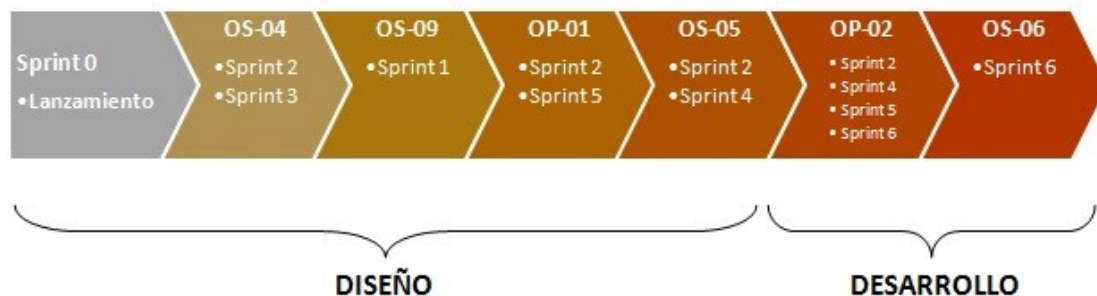 Sprint 0
•Lanzamiento
OS-04
•Sprint 2
•Sprint 3
OS-09
•Sprint 1
OP-01
•Sprint 2
•Sprint 5
OS-05
•Sprint 2
•Sprint 4
OP-02
• Sprint 2
• Sprint 4
• Sprint 5
• Sprint 6
OS-06
•Sprint 6
DISEÑO
DESARROLLO